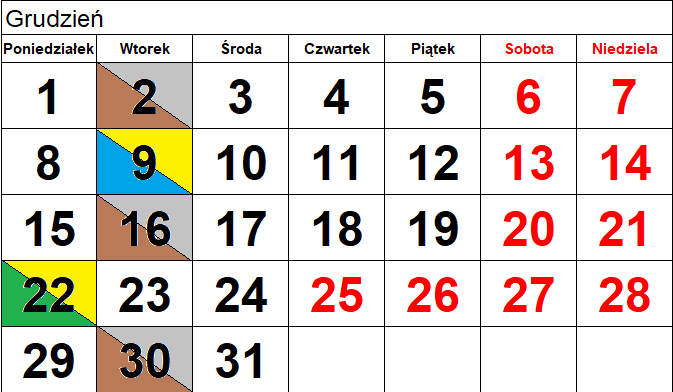 Grudzień
Poniedziałek Wtorek Środa Czwartek Piątek Sobota Niedziela
1 2 3 4 5 6 7
8 9 10 11 12 13 14
15 16 17 18 19 20 21
22 23 24 25 26 27 28
29 30 31